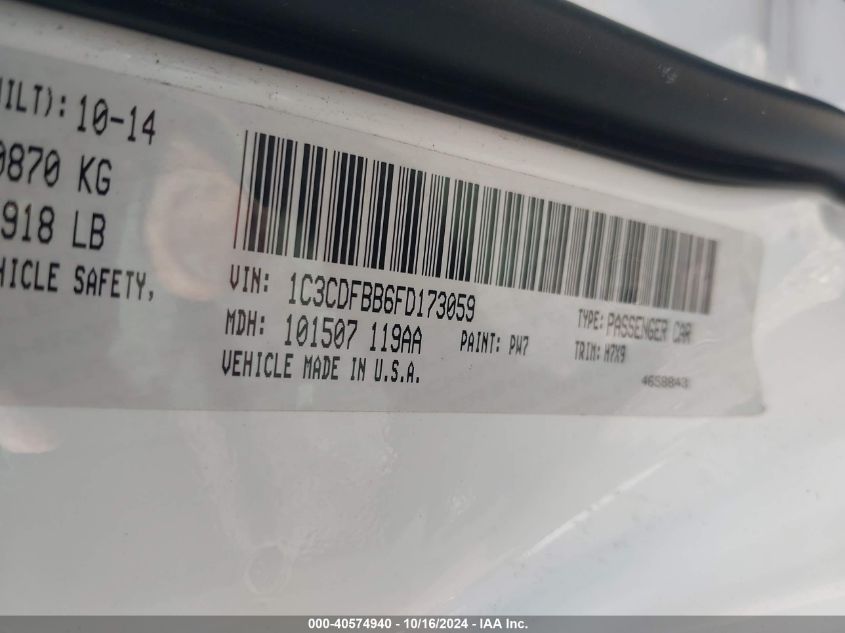 UILT): 10-14
0870 KG
918 LB
HICLE SAFETY,
VIN: 1C3CDFBB6FD173059
MDH: 101507 119AA PAINT: PW7
VEHICLE MADE IN U.S.A.
TYPE: PASSENGER CAR
TRIM: H7X9
4658843
000-40574940 - 10/16/2024 - IAA Inc.